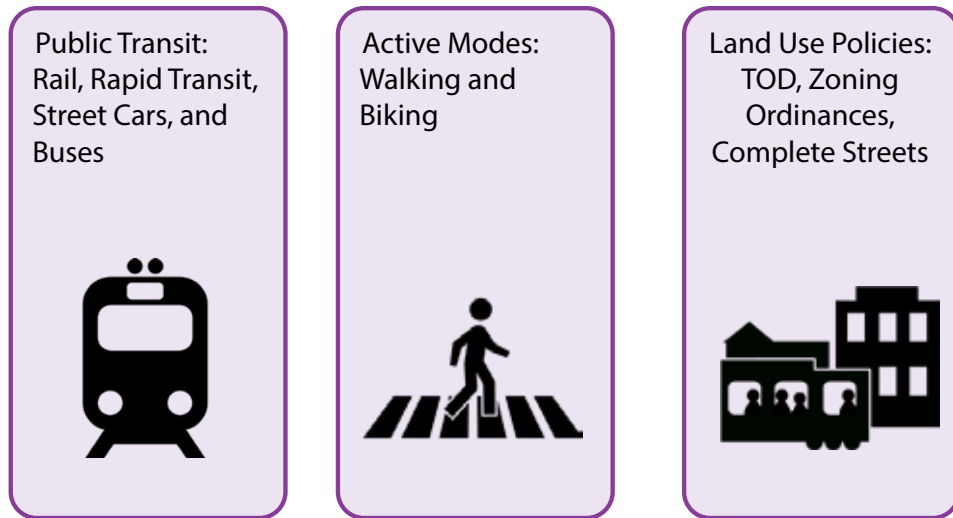 Public Transit:
Rail, Rapid Transit,
Street Cars, and
Buses
Active Modes:
Walking and
Biking
Land Use Policies:
TOD, Zoning
Ordinances,
Complete Streets